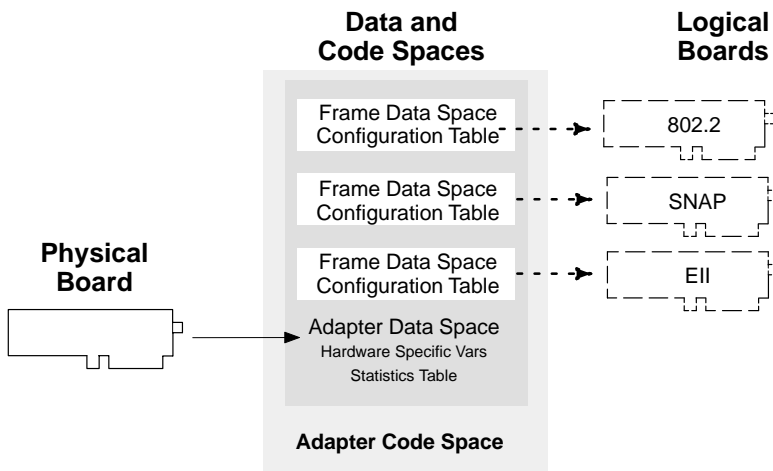 Data and
Code Spaces
Logical
Boards
Frame Data Space
Configuration Table
802.2
Frame Data Space
Configuration Table
SNAP
Physical
Board
Frame Data Space
Configuration Table
EII
Adapter Data Space
Hardware Specific Vars
Statistics Table
Adapter Code Space